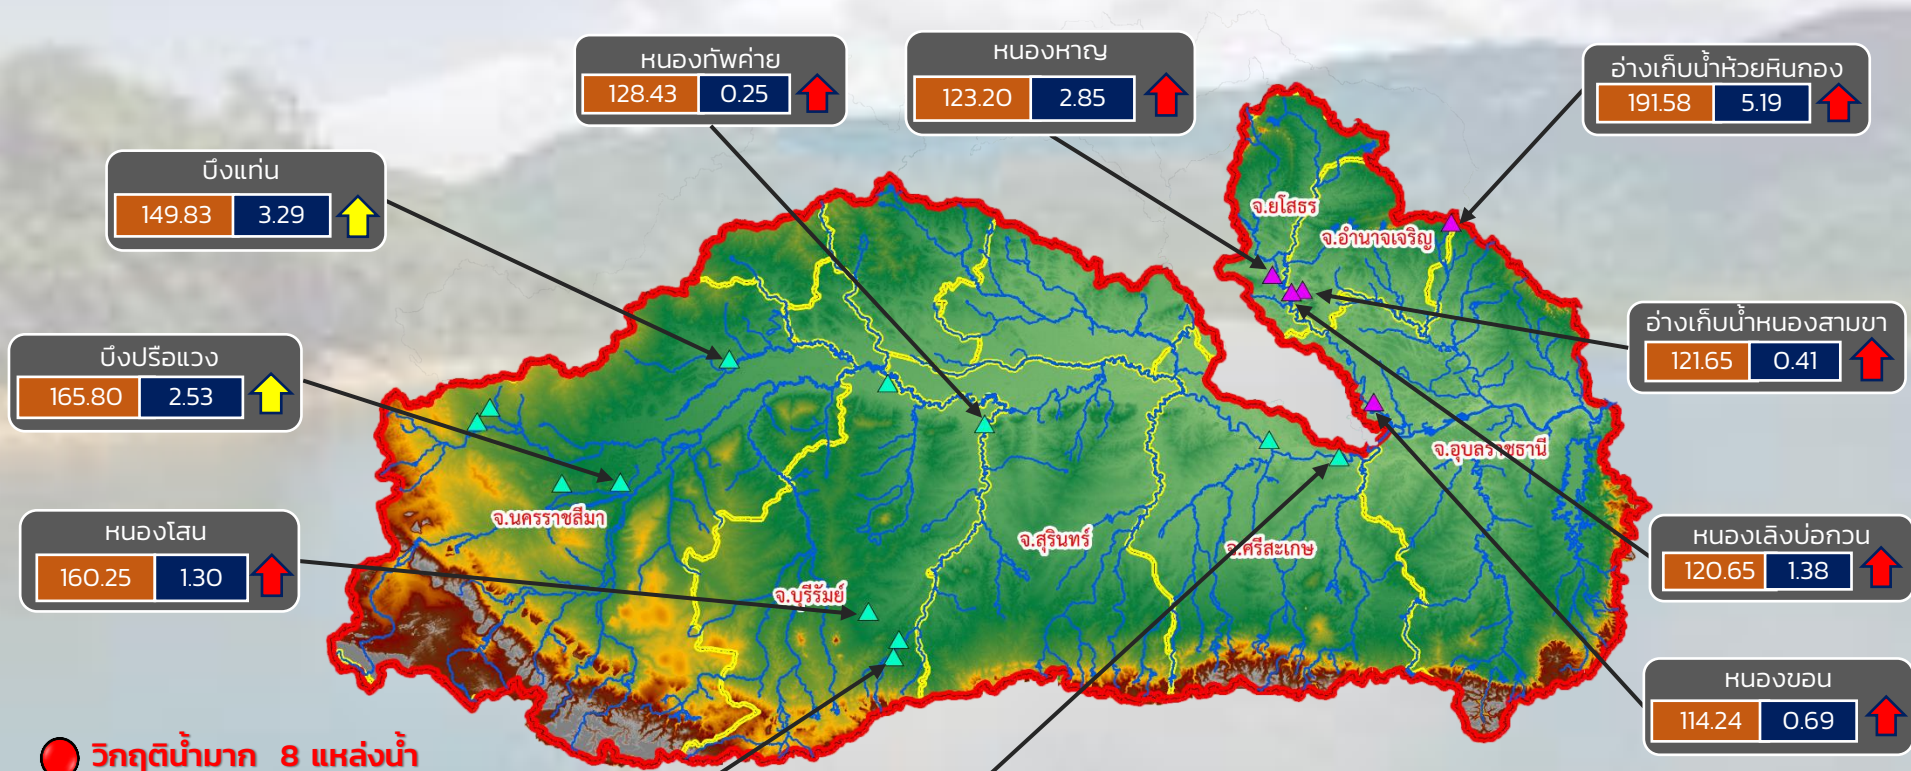 หนองทัพค่าย
128.43 0.25
หนองหาญ
123.20 2.85
อ่างเก็บน้ำห้วยหินกอง
191.58 5.19
บึงแท่น
149.83 3.29
จ.ยโสธร
จ.อำนาจเจริญ
อ่างเก็บน้ำหนองสามขา
121.65 0.41
บึงปรือแวง
165.80 2.53
จ.อุบลราชธานี
หนองโสน
160.25 1.30
จ.นครราชสีมา
จ.สุรินทร์
จ.ศรีสะเกษ
จ.บุรีรัมย์
หนองเลิงบ่อกวน
120.65 1.38
หนองขอน
114.24 0.69
วิกฤติน้ำมาก 8 แหล่งน้ำ